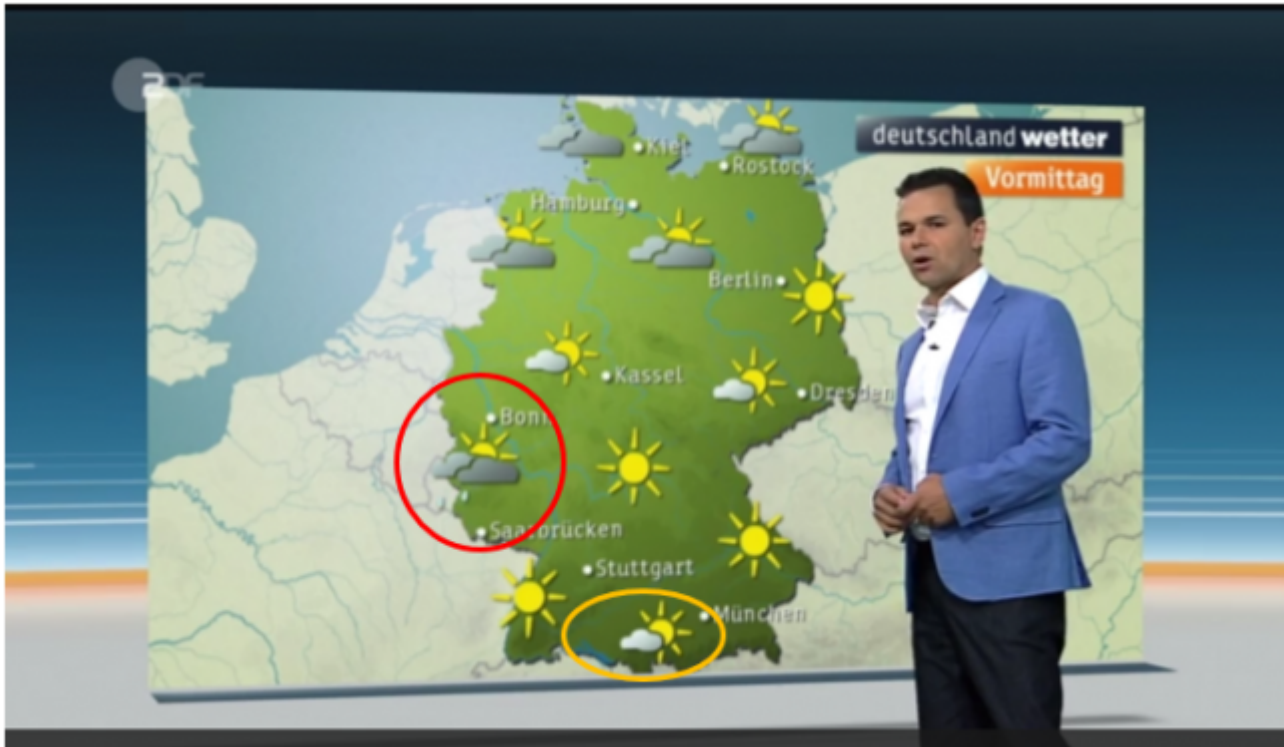 ZDF
deutschland wetter
Vormittag
Kiel
Rostock
Hamburg
Berlin
Kassel
Dresden
Bonn
Saarbrücken
Stuttgart
München